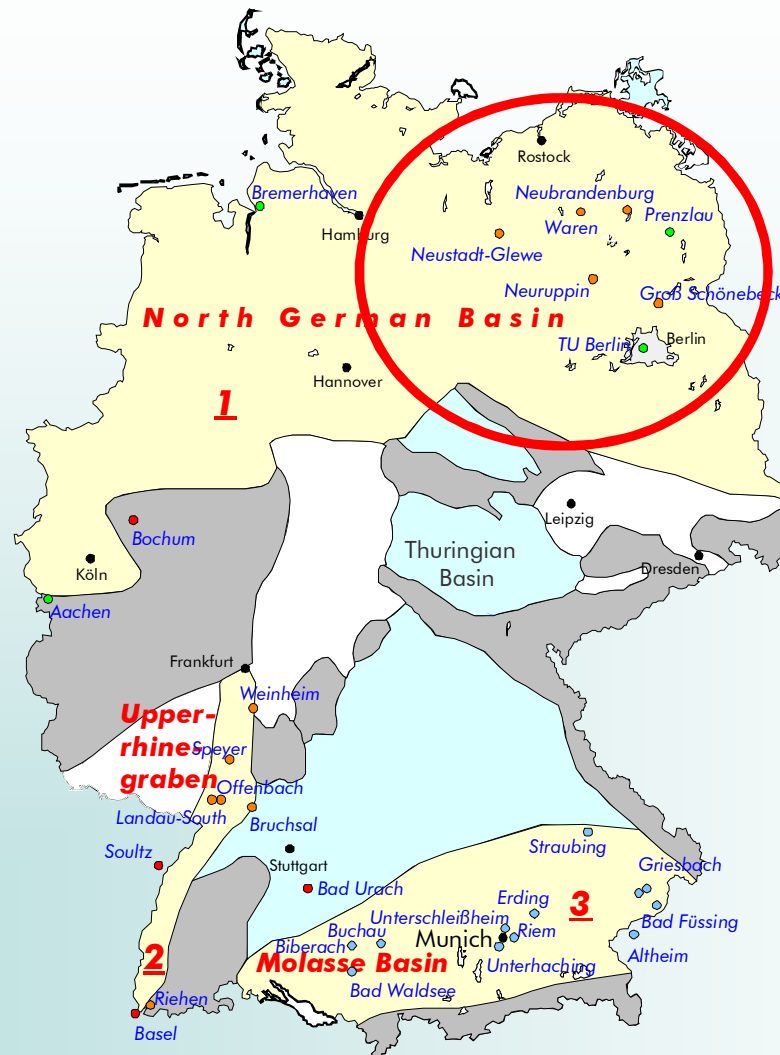 Rostock
Bremerhaven
Neubrandenburg
Hamburg
Waren
Prenzlau
Neustadt-Glewe
Neuruppin
Groß Schönebeck
North German Basin
TU Berlin
Berlin
Hannover
1
Leipzig
Bochum
Thuringian
Basin
Köln
Dresden
Aachen
Frankfurt
Weinheim
Upper-
rhine-
graben
Speyer
Offenbach
Landau-South
Bruchsal
Straubing
Soultz
Stuttgart
Griesbach
Bad Urach
Erding
3
Unterschleißheim
Bad Füssing
Buchau
Riem
Munich
Biberach
Altheim
2
Molasse Basin
Unterhaching
Bad Waldsee
Riehen
Basel